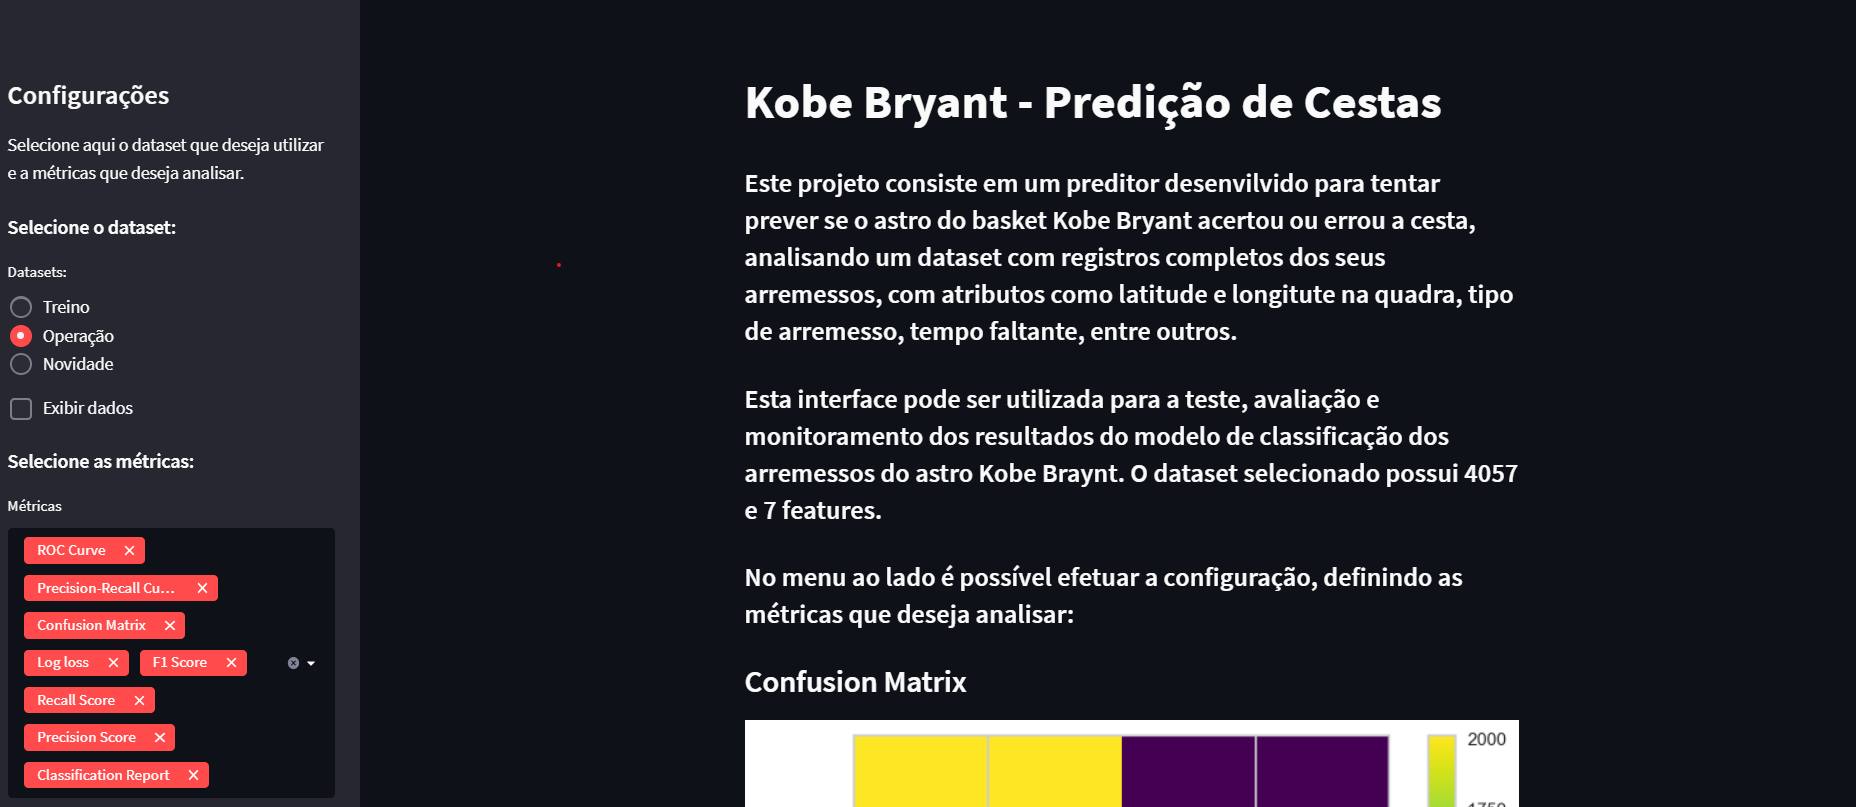 Configurações
Selecione aqui o dataset que deseja utilizar
e a métricas que deseja analisar.
Selecione o dataset:
Datasets:
Treino
Operação
Novidade
Exibir dados
Selecione as métricas:
Métricas
ROC Curve
Precision-Recall Cu...
Confusion Matrix
Log loss
F1 Score
Recall Score
Precision Score
Classification Report
Kobe Bryant - Predição de Cestas
Este projeto consiste em um preditor desenvilvido para tentar
prever se o astro do basket Kobe Bryant acertou ou errou a cesta,
analisando um dataset com registros completos dos seus
arremessos, com atributos como latitude e longitute na quadra, tipo
de arremesso, tempo faltante, entre outros.
Esta interface pode ser utilizada para a teste, avaliação e
monitoramento dos resultados do modelo de classificação dos
arremessos do astro Kobe Braynt. O dataset selecionado possui 4057
e 7 features.
No menu ao lado é possível efetuar a configuração, definindo as
métricas que deseja analisar:
Confusion Matrix
2000
1750